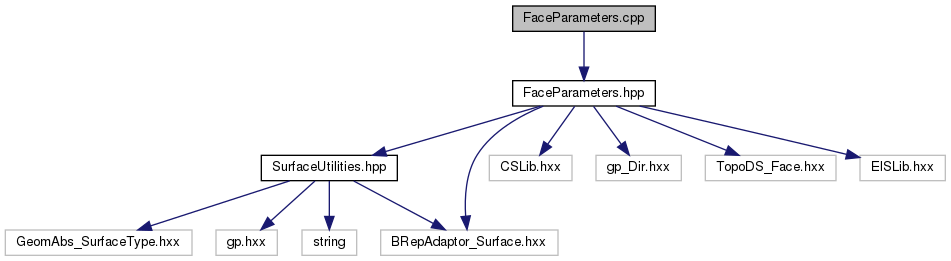 FaceParameters.cpp
FaceParameters.hpp
SurfaceUtilities.hpp
CSLib.hxx
gp_Dir.hxx
TopoDS_Face.hxx
ElSLib.hxx
GeomAbs_SurfaceType.hxx
gp.hxx
string
BRepAdaptor_Surface.hxx